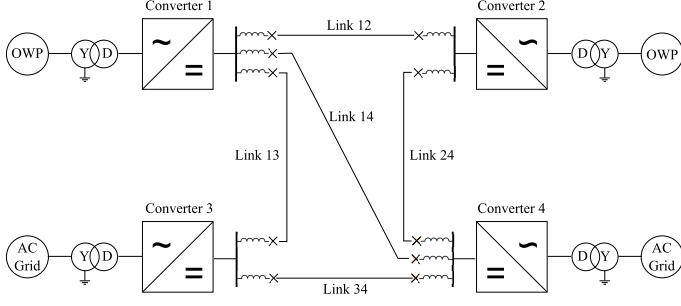 Converter 1
Converter 2
Link 12
OWP
Y
D
~
=
~
=
D
Y
OWP
Link 14
Link 13
Link 24
Converter 3
Converter 4
AC
Grid
Y
D
~
=
~
=
D
Y
AC
Grid
Link 34